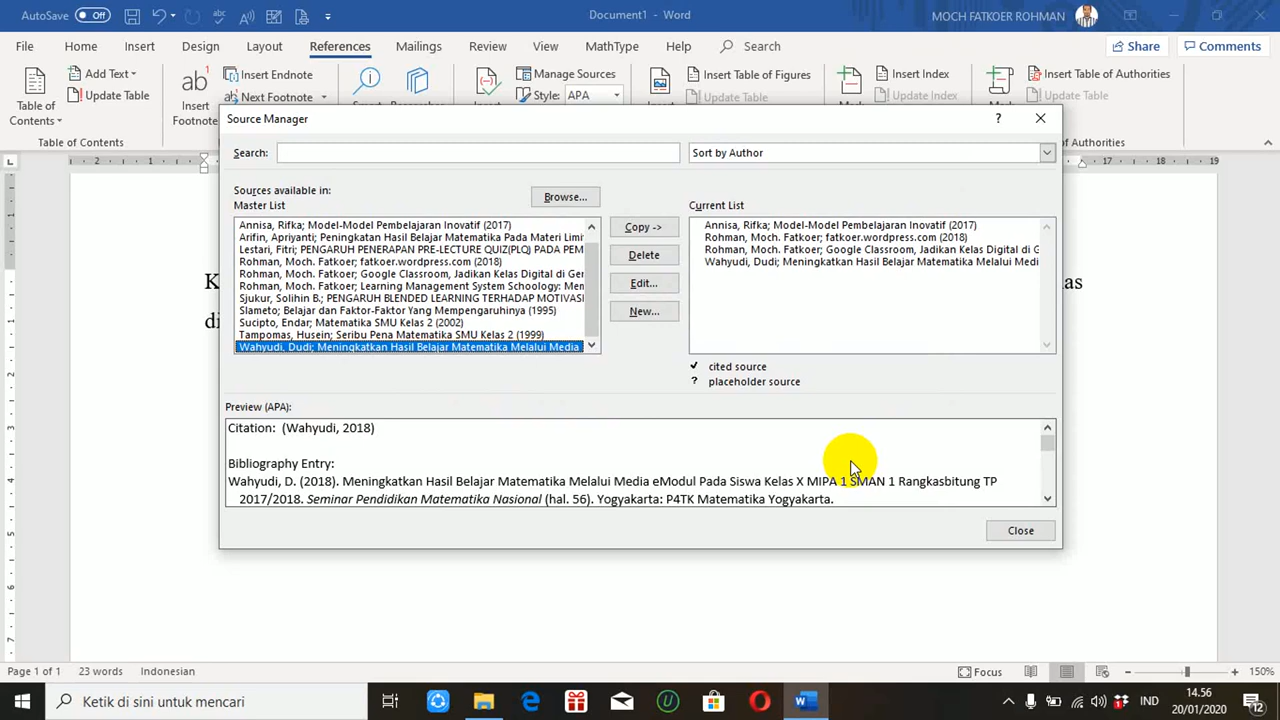 AutoSave Off
Document1 - Word
MOCH FATKOER ROHMAN
File Home Insert Design Layout References Mailings Review View MathType Help Search Share Comments
Table of Contents
Add Text
Update Table
Table of Contents
ab
Insert Footnote
Insert Endnote
Next Footnote
Insert
Manage Sources
Style: APA
Insert Table of Figures
Update Table
Insert Index
Update Index
Insert Table of Authorities
Update Table
of Authorities
2 1
17 18 19
Source Manager
Search:
Sort by Author
Sources available in:
Master List
Browse...
Current List
Annisa, Rifka; Model-Model Pembelajaran Inovatif (2017)
Arifin, Apriyanti; Peningkatan Hasil Belajar Matematika Pada Materi Limi
Lestari, Fitri; PENGARUH PENERAPAN PRE-LECTURE QUIZ(PLQ) PADA PEM
Rohman, Moch. Fatkoer; fatkoer.wordpress.com (2018)
Rohman, Moch. Fatkoer; Google Classroom, Jadikan Kelas Digital di Ger
Rohman, Moch. Fatkoer; Learning Management System Schoology: Mem
Sjukur, Solihin B.; PENGARUH BLENDED LEARNING TERHADAP MOTIVASI
Slameto; Belajar dan Faktor-Faktor Yang Mempengaruhinya (1995)
Sucipto, Endar; Matematika SMU Kelas 2 (2002)
Tampomas, Husein; Seribu Pena Matematika SMU Kelas 2 (1999)
Wahyudi, Dudi; Meningkatkan Hasil Belajar Matematika Melalui Media
Copy ->
Delete
Edit...
New...
Annisa, Rifka; Model-Model Pembelajaran Inovatif (2017)
Rohman, Moch. Fatkoer; fatkoer.wordpress.com (2018)
Rohman, Moch. Fatkoer; Google Classroom, Jadikan Kelas Digital di G
Wahyudi, Dudi; Meningkatkan Hasil Belajar Matematika Melalui Medi
cited source
? placeholder source
Preview (APA):
Citation: (Wahyudi, 2018)
Bibliography Entry:
Wahyudi, D. (2018). Meningkatkan Hasil Belajar Matematika Melalui Media eModul Pada Siswa Kelas X MIPA 1 SMAN 1 Rangkasbitung TP
2017/2018. Seminar Pendidikan Matematika Nasional (hal. 56). Yogyakarta: P4TK Matematika Yogyakarta.
Close
K
as
di
Page 1 of 1 23 words Indonesian
Focus
150%
Ketik di sini untuk mencari
IND
14.56
20/01/2020
12